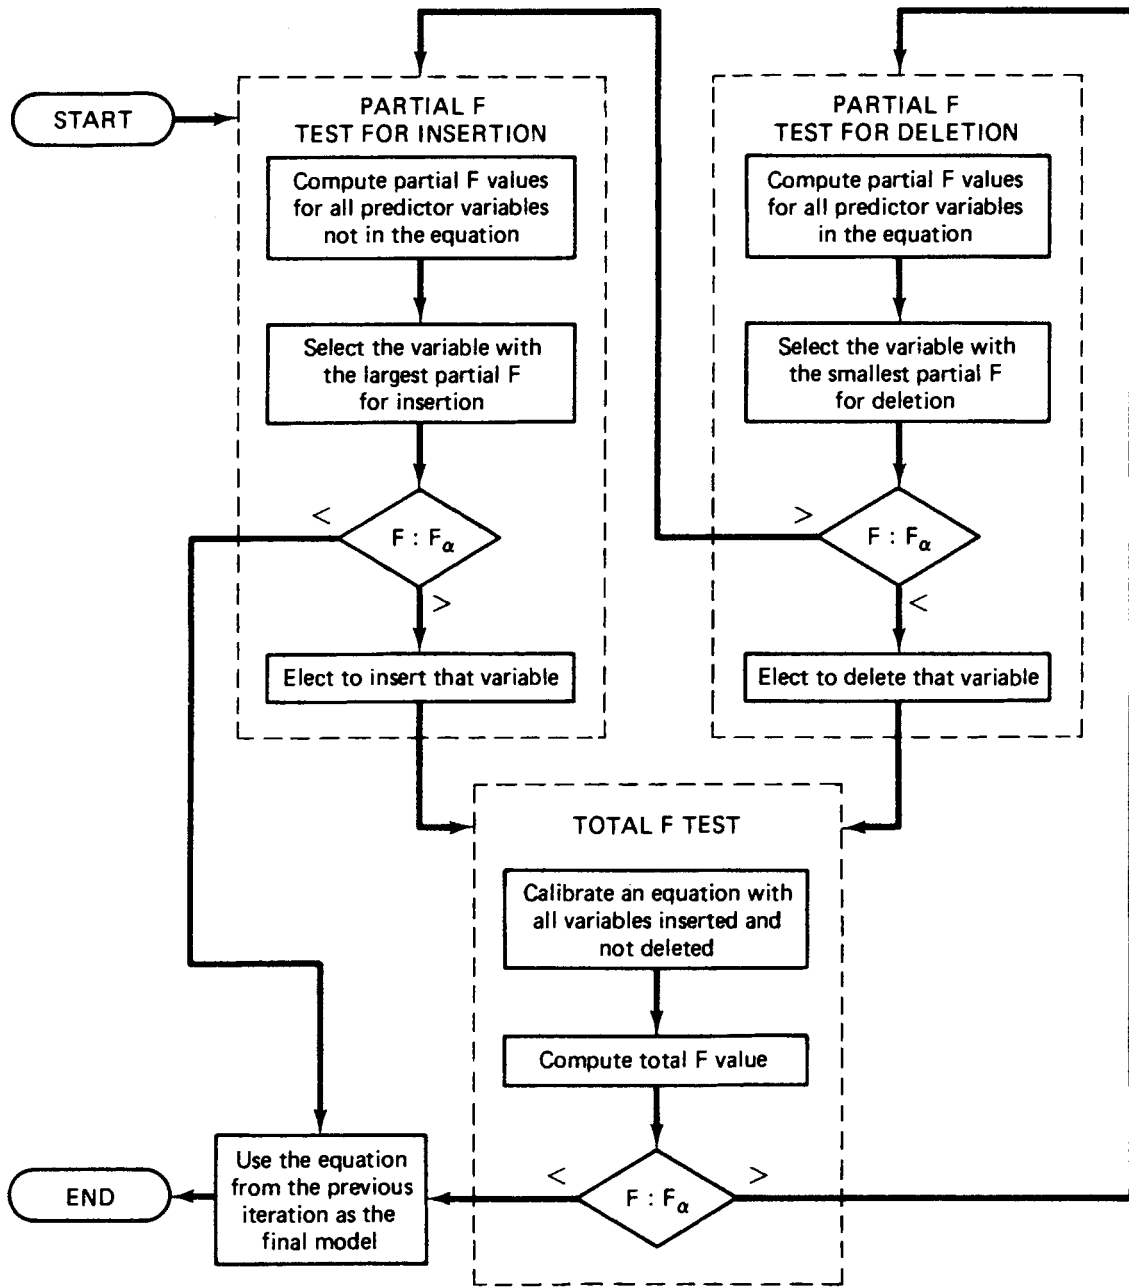 START
PARTIAL F
TEST FOR INSERTION
Compute partial F values
for all predictor variables
not in the equation
Select the variable with
the largest partial F
for insertion
<
F : Fα
>
Elect to insert that variable
PARTIAL F
TEST FOR DELETION
Compute partial F values
for all predictor variables
in the equation
Select the variable with
the smallest partial F
for deletion
>
F : Fα
<
Elect to delete that variable
TOTAL F TEST
Calibrate an equation with
all variables inserted and
not deleted
Compute total F value
<
F : Fα
>
Use the equation
from the previous
iteration as the
final model
END